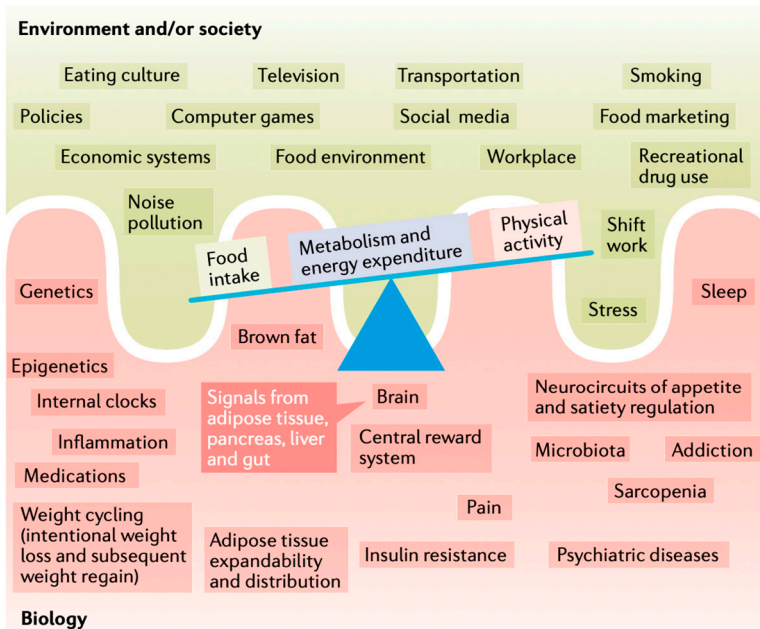 Environment and/or society
Eating culture
Television
Transportation
Smoking
Policies
Computer games
Social media
Food marketing
Economic systems
Food environment
Workplace
Recreational
drug use
Noise
pollution
Food
intake
Metabolism and
energy expenditure
Physical
activity
Shift
work
Genetics
Stress
Sleep
Brown fat
Epigenetics
Internal clocks
Signals from
adipose tissue,
pancreas, liver
and gut
Brain
Neurocircuits of appetite
and satiety regulation
Inflammation
Central reward
system
Microbiota
Addiction
Medications
Sarcopenia
Weight cycling
(intentional weight
loss and subsequent
weight regain)
Pain
Adipose tissue
expandability
and distribution
Insulin resistance
Psychiatric diseases
Biology